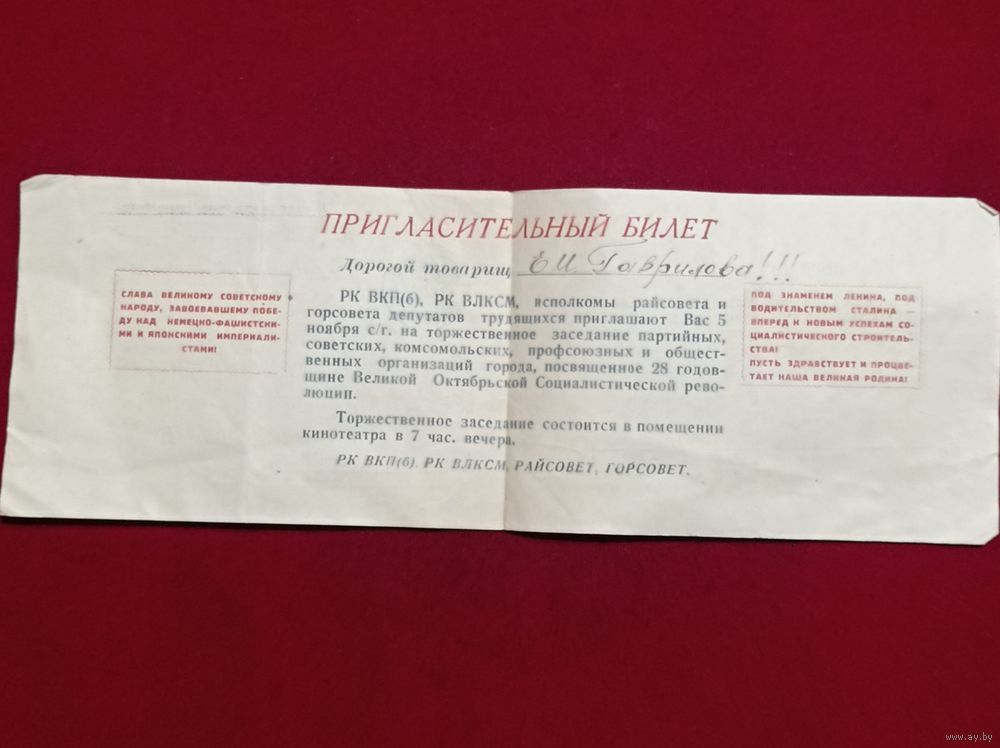 ПРИГЛАСИТЕЛЬНЫЙ БИЛЕТ
Дорогой товарищ Е.И. Гаврилова!!!
СЛАВА ВЕЛИКОМУ СОВЕТСКОМУ
НАРОДУ, ЗАВОЕВАВШЕМУ ПОБЕ-
ДУ НАД НЕМЕЦКО-ФАШИСТСКИ-
МИ И ЯПОНСКИМИ ИМПЕРИАЛИ-
СТАМИ!
РК ВКП(б), РК ВЛКСМ, исполкомы райсовета и
горсовета депутатов трудящихся приглашают Вас 5
ноября с/г. на торжественное заседание партийных,
советских, комсомольских, профсоюзных и общест-
венных организаций города, посвященное 28 годов-
щине Великой Октябрьской Социалистической рево-
люции.
Торжественное заседание состоится в помещении
кинотеатра в 7 час. вечера.
РК ВКП(б). РК ВЛКСМ, РАЙСОВЕТ, ГОРСОВЕТ.
ПОД ЗНАМЕНЕМ ЛЕНИНА, ПОД
ВОДИТЕЛЬСТВОМ СТАЛИНА —
ВПЕРЕД К НОВЫМ УСПЕХАМ СО-
ЦИАЛИСТИЧЕСКОГО СТРОИТЕЛЬ-
СТВА!
ПУСТЬ ЗДРАВСТВУЕТ И ПРОЦВЕ-
ТАЕТ НАША ВЕЛИКАЯ РОДИНА!
www.ay.by